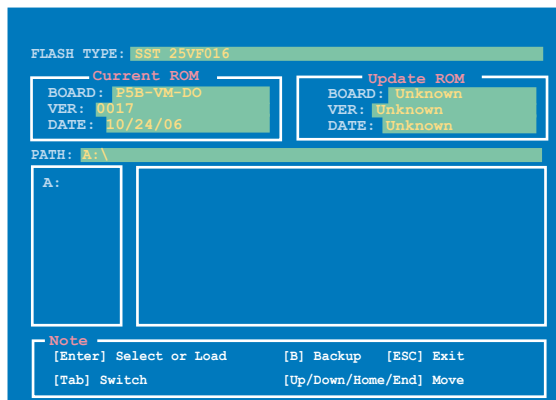 FLASH TYPE: SST 25VF016
Current ROM
BOARD: P5B-VM-DO
VER: 0017
DATE: 10/24/06
Update ROM
BOARD: Unknown
VER: Unknown
DATE: Unknown
PATH: A:\
A:
Note
[Enter] Select or Load [B] Backup [ESC] Exit
[Tab] Switch [Up/Down/Home/End] Move